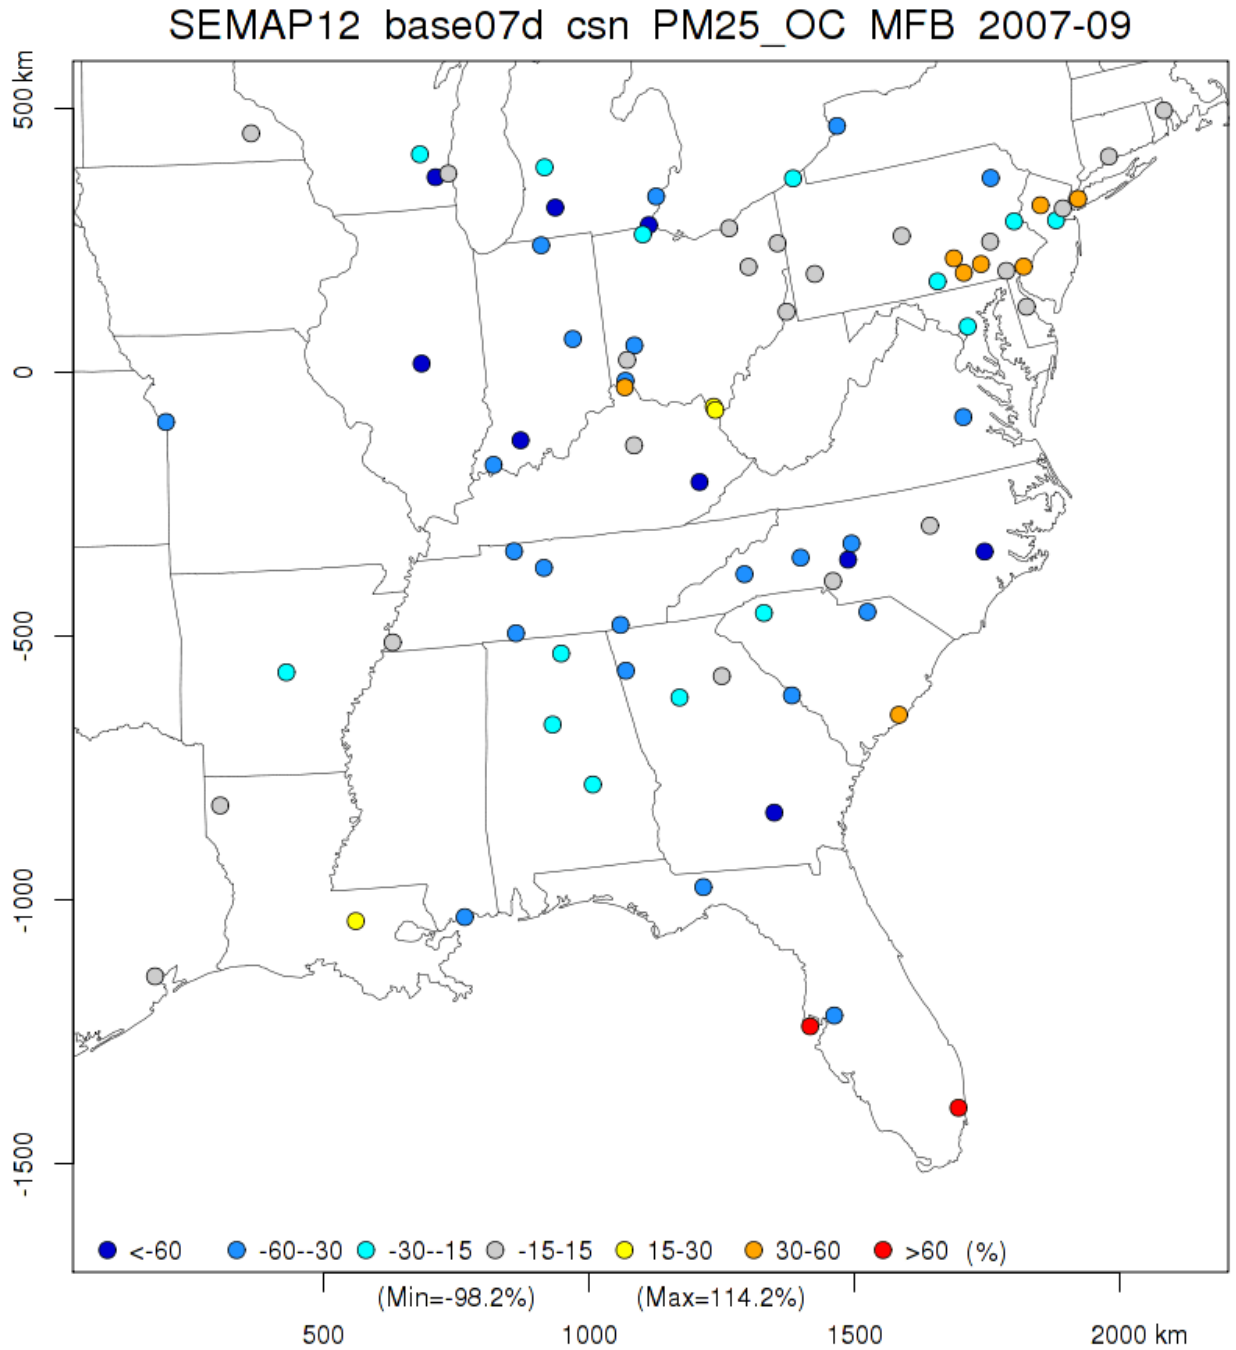 SEMAP12 base07d csn PM25_OC MFB 2007-09
500 km
0
-500
-1000
-1500
<-60 -60--30 -30--15 -15-15 15-30 30-60 >60 (%)
(Min=-98.2%) (Max=114.2%)
500 1000 1500 2000 km